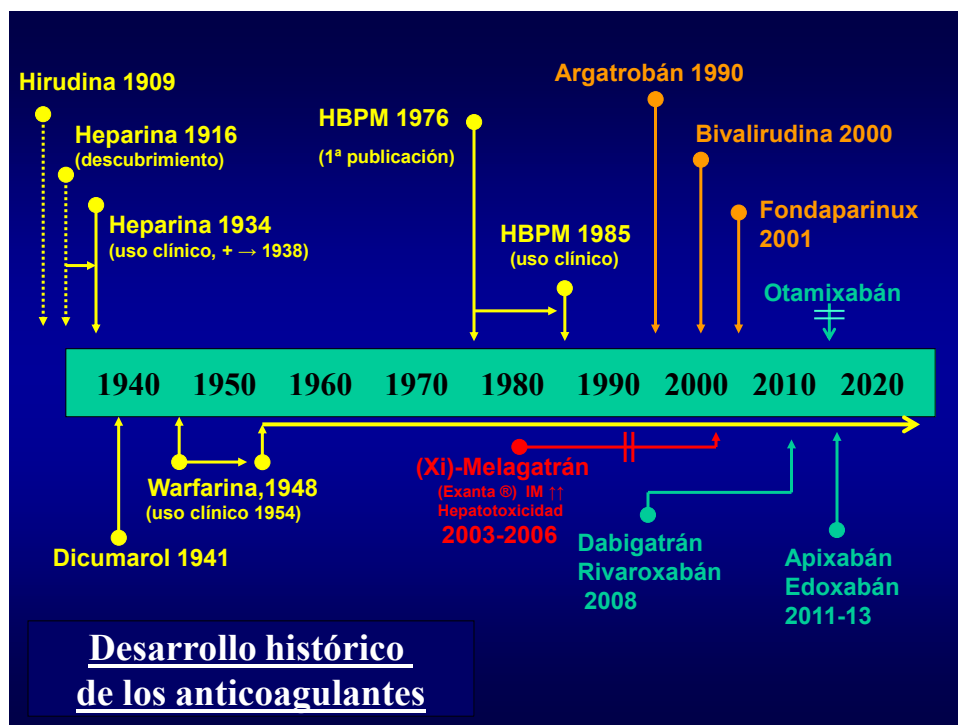 Hirudina 1909
Heparina 1916
(descubrimiento)
Heparina 1934
(uso clínico, + → 1938)
HBPM 1976
(1ª publicación)
HBPM 1985
(uso clínico)
Argatrobán 1990
Bivalirudina 2000
Fondaparinux
2001
Otamixabán
1940 1950 1960 1970 1980 1990 2000 2010 2020
Warfarina,1948
(uso clínico 1954)
Dicumarol 1941
(Xi)-Melagatrán
(Exanta ®) IM ↑↑
Hepatotoxicidad
2003-2006
Dabigatrán
Rivaroxabán
2008
Apixabán
Edoxabán
2011-13
Desarrollo histórico
de los anticoagulantes